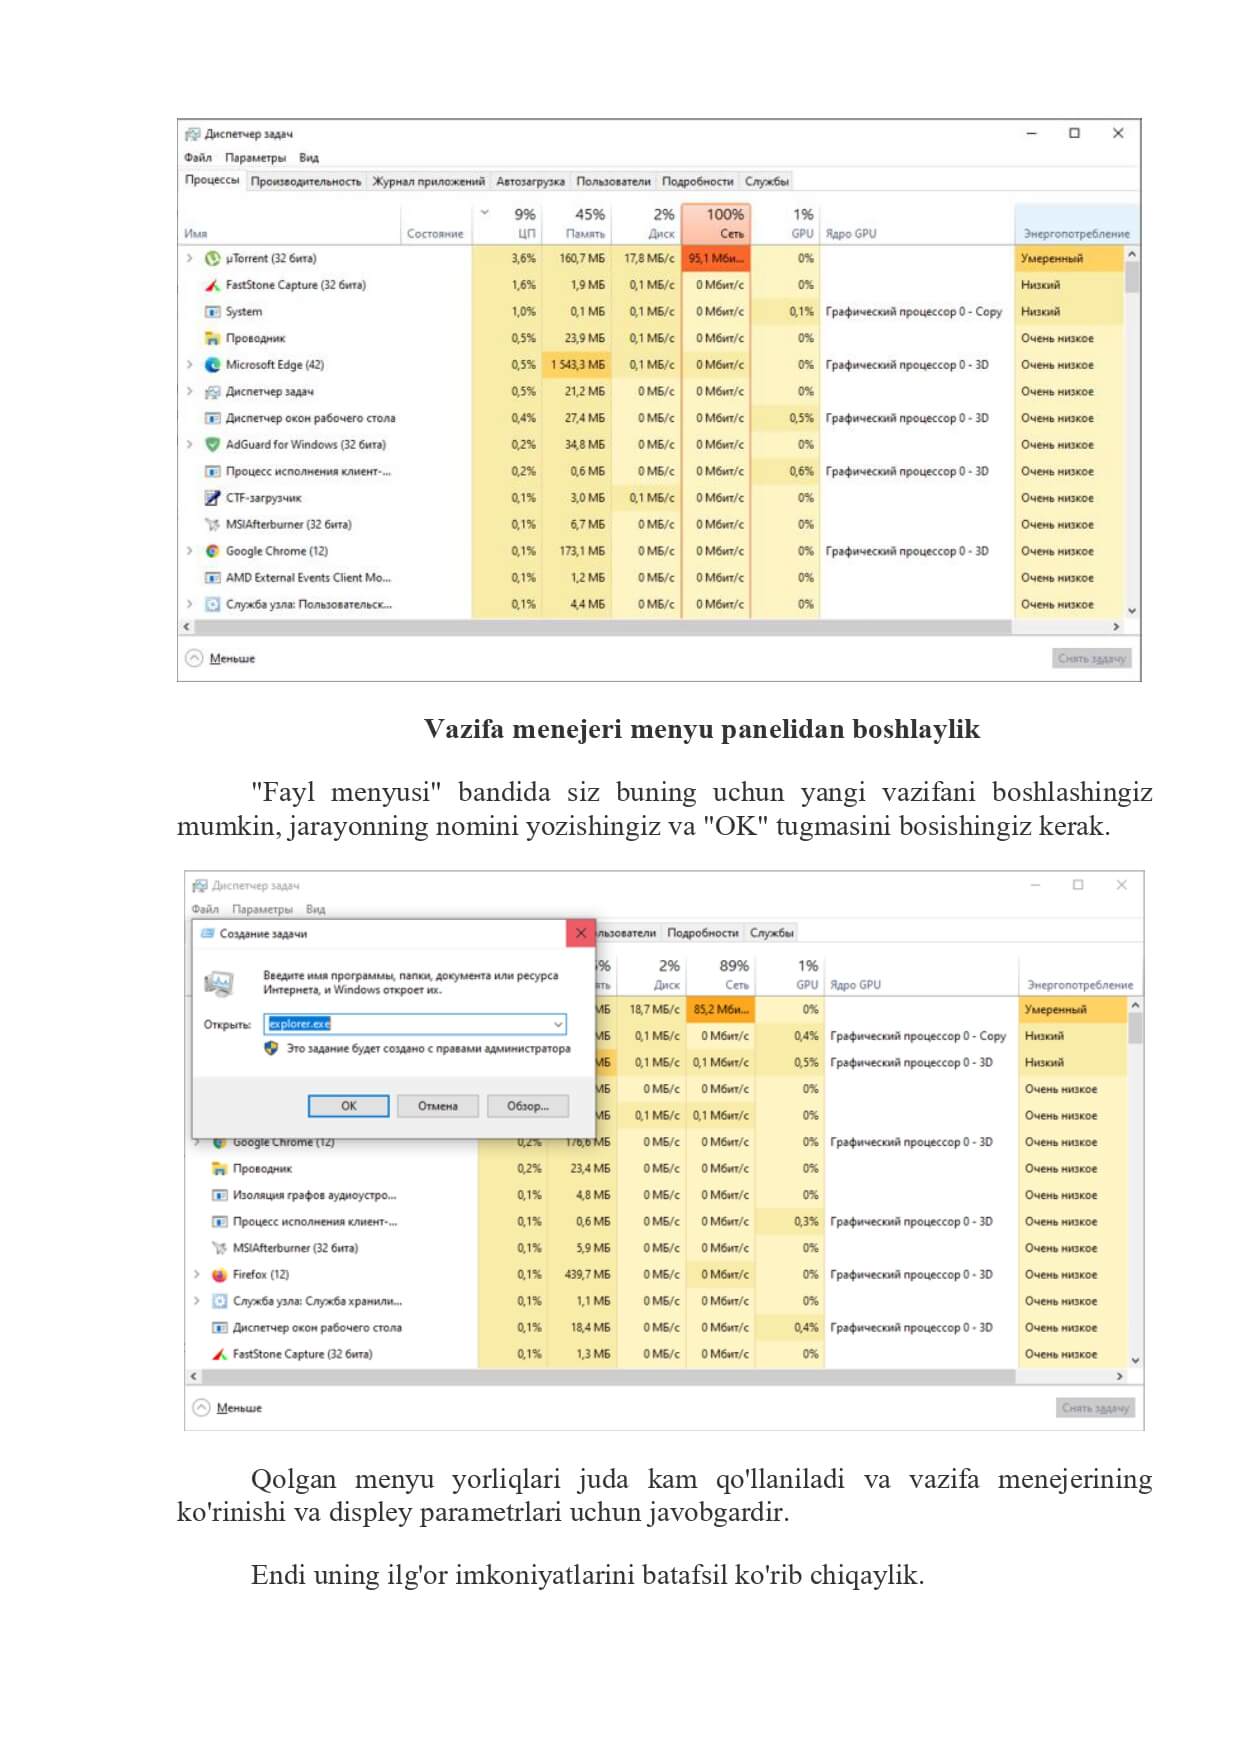 Диспетчер задач
Файл Параметры Вид
Процессы Производительность Журнал приложений Автозагрузка Пользователи Подробности Службы
9% 45% 2% 100% 1%
Имя Состояние ЦП Память Диск Сеть GPU Ядро GPU Энергопотребление
µTorrent (32 бита) 3,6% 160,7 МБ 17,8 МБ/с 95,1 Мби... 0% Умеренный
FastStone Capture (32 бита) 1,6% 1,9 МБ 0,1 МБ/с 0 Мбит/с 0% Низкий
System 1,0% 0,1 МБ 0,1 МБ/с 0 Мбит/с 0,1% Графический процессор 0 - Copy Низкий
Проводник 0,5% 23,9 МБ 0,1 МБ/с 0 Мбит/с 0% Очень низкое
Microsoft Edge (42) 0,5% 1 543,3 МБ 0,1 МБ/с 0 Мбит/с 0% Графический процессор 0 - 3D Очень низкое
Диспетчер задач 0,5% 21,2 МБ 0 МБ/с 0 Мбит/с 0% Очень низкое
Диспетчер окон рабочего стола 0,4% 27,4 МБ 0 МБ/с 0 Мбит/с 0,5% Графический процессор 0 - 3D Очень низкое
AdGuard for Windows (32 бита) 0,2% 34,8 МБ 0 МБ/с 0 Мбит/с 0% Очень низкое
Процесс исполнения клиент-... 0,2% 0,6 МБ 0 МБ/с 0 Мбит/с 0,6% Графический процессор 0 - 3D Очень низкое
CTF-загрузчик 0,1% 3,0 МБ 0,1 МБ/с 0 Мбит/с 0% Очень низкое
MSIAfterburner (32 бита) 0,1% 6,7 МБ 0 МБ/с 0 Мбит/с 0% Очень низкое
Google Chrome (12) 0,1% 173,1 МБ 0 МБ/с 0 Мбит/с 0% Графический процессор 0 - 3D Очень низкое
AMD External Events Client Mo... 0,1% 1,2 МБ 0 МБ/с 0 Мбит/с 0% Очень низкое
Служба узла: Пользовательск... 0,1% 4,4 МБ 0 МБ/с 0 Мбит/с 0% Очень низкое
Меньше Снять задачу
Vazifa menejeri menyu panelidan boshlaylik
"Fayl menyusi" bandida siz buning uchun yangi vazifani boshlashingiz
mumkin, jarayonning nomini yozishingiz va "OK" tugmasini bosishingiz kerak.
Диспетчер задач
Файл Параметры Вид
Создание задачи льзователи Подробности Службы
Введите имя программы, папки, документа или ресурса
Интернета, и Windows откроет их.
Открыть: explorer.exe
Это задание будет создано с правами администратора
OK Отмена Обзор...
% 2% 89% 1%
ять Диск Сеть GPU Ядро GPU Энергопотребление
МБ 18,7 МБ/с 85,2 Мби... 0% Умеренный
МБ 0,1 МБ/с 0 Мбит/с 0,4% Графический процессор 0 - Copy Низкий
МБ 0,1 МБ/с 0,1 Мбит/с 0,5% Графический процессор 0 - 3D Низкий
МБ 0 МБ/с 0 Мбит/с 0% Очень низкое
МБ 0,1 МБ/с 0,1 Мбит/с 0% Очень низкое
Google Chrome (12) 0,2% 176,6 МБ 0 МБ/с 0 Мбит/с 0% Графический процессор 0 - 3D Очень низкое
Проводник 0,2% 23,4 МБ 0 МБ/с 0 Мбит/с 0% Очень низкое
Изоляция графов аудиоустро... 0,1% 4,8 МБ 0 МБ/с 0 Мбит/с 0% Очень низкое
Процесс исполнения клиент-... 0,1% 0,6 МБ 0 МБ/с 0 Мбит/с 0,3% Графический процессор 0 - 3D Очень низкое
MSIAfterburner (32 бита) 0,1% 5,9 МБ 0 МБ/с 0 Мбит/с 0% Очень низкое
Firefox (12) 0,1% 439,7 МБ 0 МБ/с 0 Мбит/с 0% Графический процессор 0 - 3D Очень низкое
Служба узла: Служба хранили... 0,1% 1,1 МБ 0 МБ/с 0 Мбит/с 0% Очень низкое
Диспетчер окон рабочего стола 0,1% 18,4 МБ 0 МБ/с 0 Мбит/с 0,4% Графический процессор 0 - 3D Очень низкое
FastStone Capture (32 бита) 0,1% 1,3 МБ 0 МБ/с 0 Мбит/с 0% Очень низкое
Меньше Снять задачу
Qolgan menyu yorliqlari juda kam qo'llaniladi va vazifa menejerining
ko'rinishi va displey parametrlari uchun javobgardir.
Endi uning ilg'or imkoniyatlarini batafsil ko'rib chiqaylik.